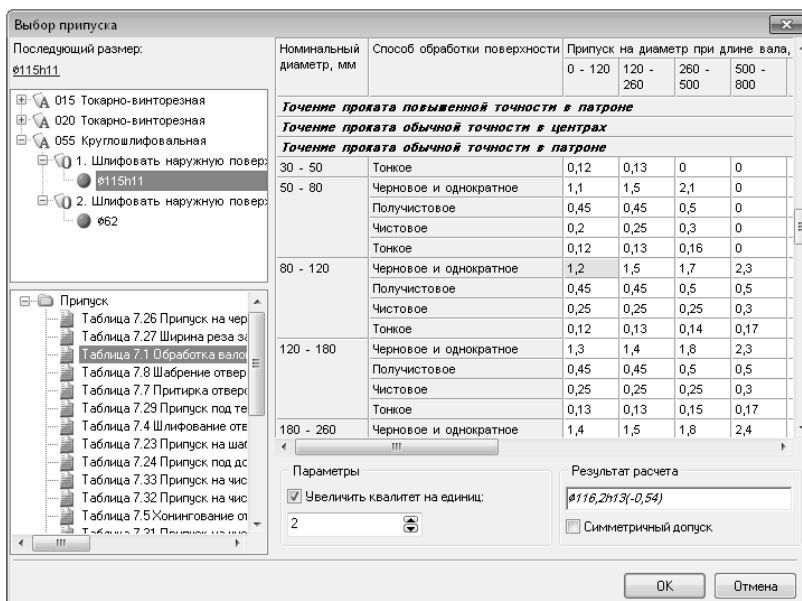 Выбор припуска
Последующий размер:
ø115h11
015 Токарно-винторезная
020 Токарно-винторезная
055 Круглошлифовальная
1. Шлифовать наружную повер
ø115h11
2. Шлифовать наружную повер
ø62
Припуск
Таблица 7.26 Припуск на чер
Таблица 7.27 Ширина реза за
Таблица 7.1 Обработка вало
Таблица 7.8 Шабрение отвер
Таблица 7.7 Притирка отверс
Таблица 7.29 Припуск под те
Таблица 7.4 Шлифование отв
Таблица 7.23 Припуск на шаб
Таблица 7.24 Припуск под до
Таблица 7.33 Припуск на чис
Таблица 7.32 Припуск на чис
Таблица 7.5 Хонингование от
Таблица 7.31 Припуск на чис
Номинальный диаметр, мм Способ обработки поверхности Припуск на диаметр при длине вала,
0 - 120 120 - 260 260 - 500 500 - 800
Точение проката повышенной точности в патроне
Точение проката обычной точности в центрах
Точение проката обычной точности в патроне
30 - 50 Тонкое 0,12 0,13 0 0
50 - 80 Черновое и однократное 1,1 1,5 2,1 0
Получистовое 0,45 0,45 0,5 0
Чистовое 0,2 0,25 0,3 0
Тонкое 0,12 0,13 0,16 0
80 - 120 Черновое и однократное 1,2 1,5 1,7 2,3
Получистовое 0,45 0,45 0,5 0,5
Чистовое 0,25 0,25 0,25 0,3
Тонкое 0,12 0,13 0,14 0,17
120 - 180 Черновое и однократное 1,3 1,4 1,8 2,3
Получистовое 0,45 0,45 0,5 0,5
Чистовое 0,25 0,25 0,25 0,3
Тонкое 0,13 0,13 0,15 0,17
180 - 260 Черновое и однократное 1,4 1,5 1,8 2,4
Параметры
Увеличить квалитет на единиц:
2
Результат расчета
ø116,2h13(-0,54)
Симметричный допуск
OK
Отмена